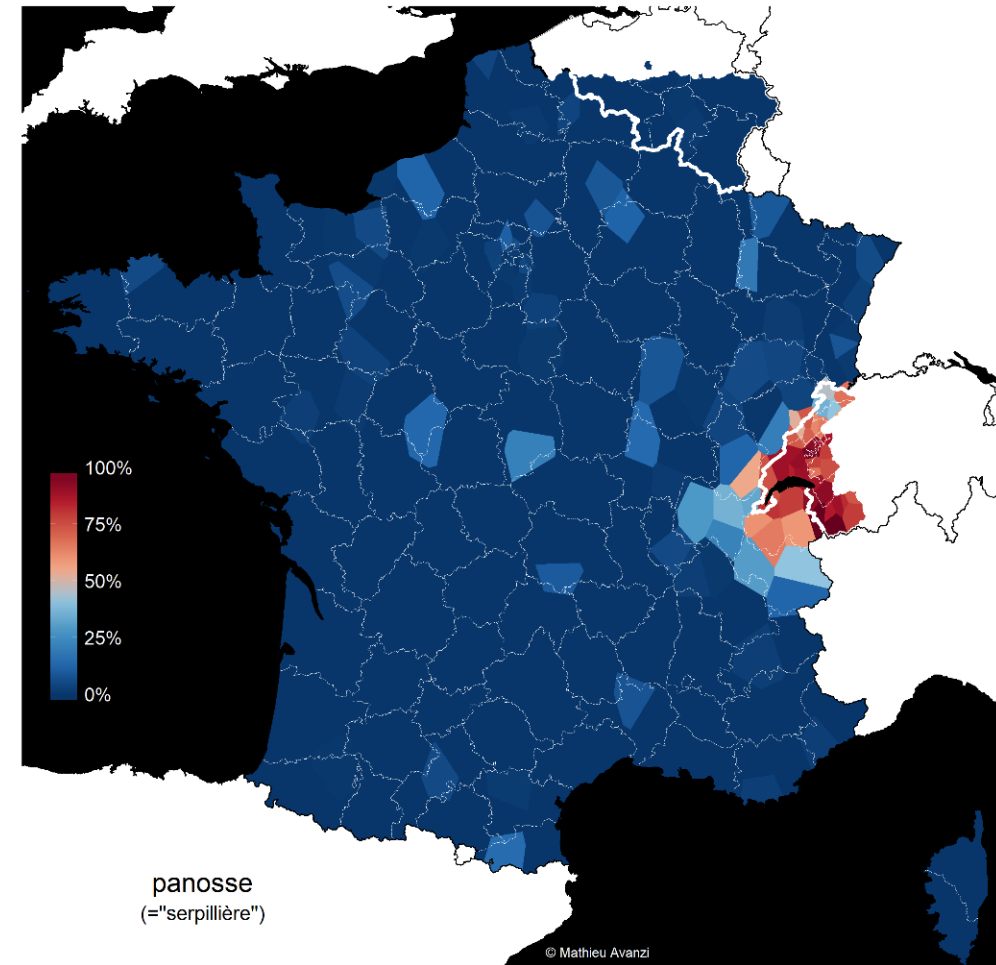 100%
75%
50%
25%
0%
panosse
(="serpillière")
© Mathieu Avanzi